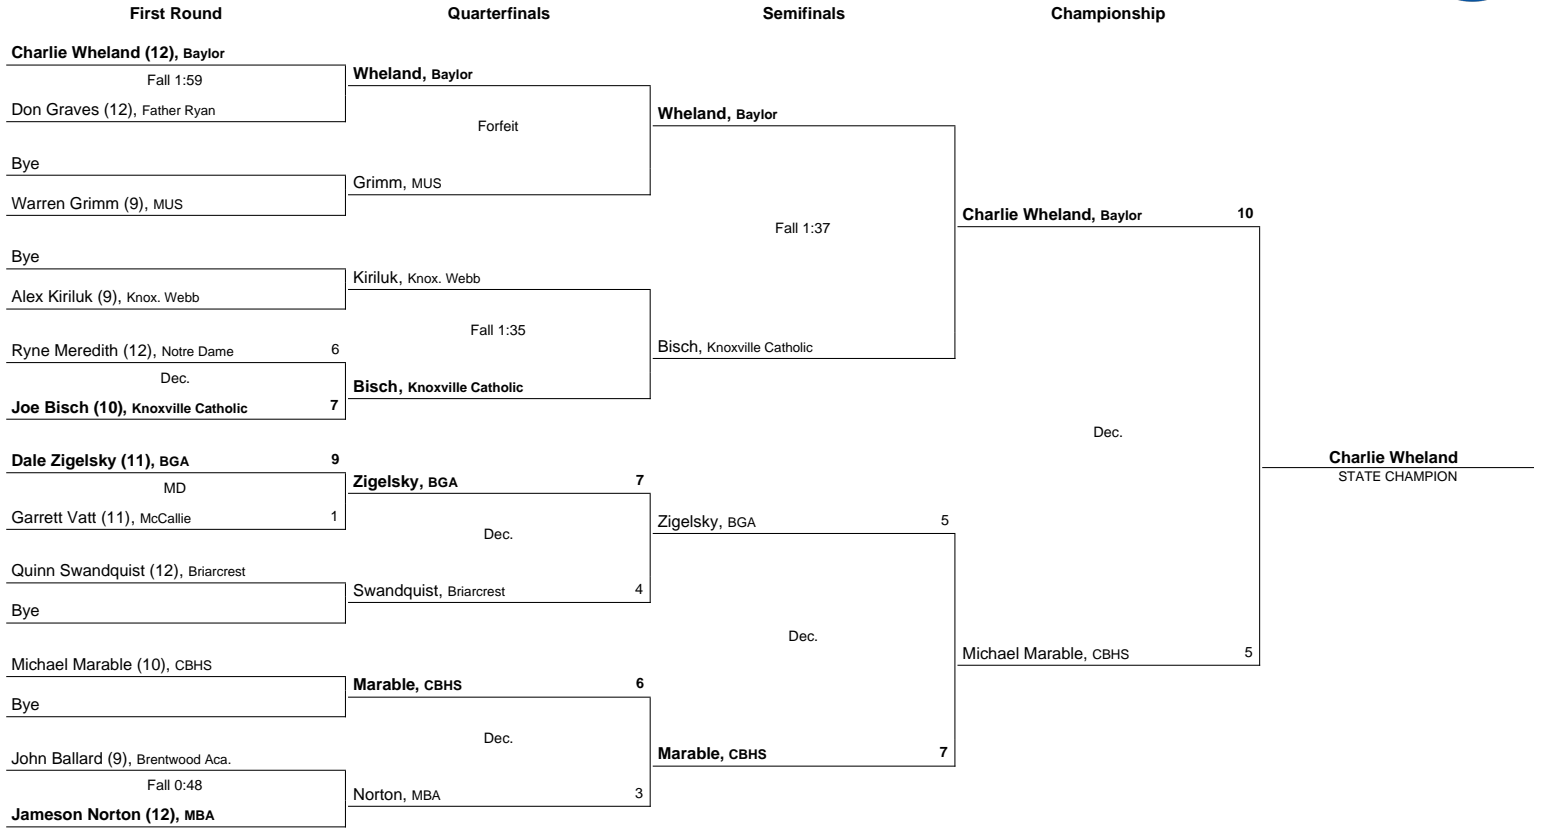 First Round
Quarterfinals
Semifinals
Championship
Charlie Wheland (12), Baylor
Fall 1:59
Don Graves (12), Father Ryan
Bye
Warren Grimm (9), MUS
Bye
Alex Kiriluk (9), Knox. Webb
Ryne Meredith (12), Notre Dame 6
Dec.
Joe Bisch (10), Knoxville Catholic 7
Dale Zigelsky (11), BGA 9
MD
Garrett Vatt (11), McCallie 1
Quinn Swandquist (12), Briarcrest
Bye
Michael Marable (10), CBHS
Bye
John Ballard (9), Brentwood Aca.
Fall 0:48
Jameson Norton (12), MBA
Wheland, Baylor
Forfeit
Grimm, MUS
Kiriluk, Knox. Webb
Fall 1:35
Bisch, Knoxville Catholic
Zigelsky, BGA 7
Dec.
Swandquist, Briarcrest 4
Marable, CBHS 6
Dec.
Norton, MBA 3
Wheland, Baylor
Fall 1:37
Bisch, Knoxville Catholic
Zigelsky, BGA 5
Dec.
Marable, CBHS 7
Charlie Wheland, Baylor 10
Dec.
Michael Marable, CBHS 5
Charlie Wheland
STATE CHAMPION